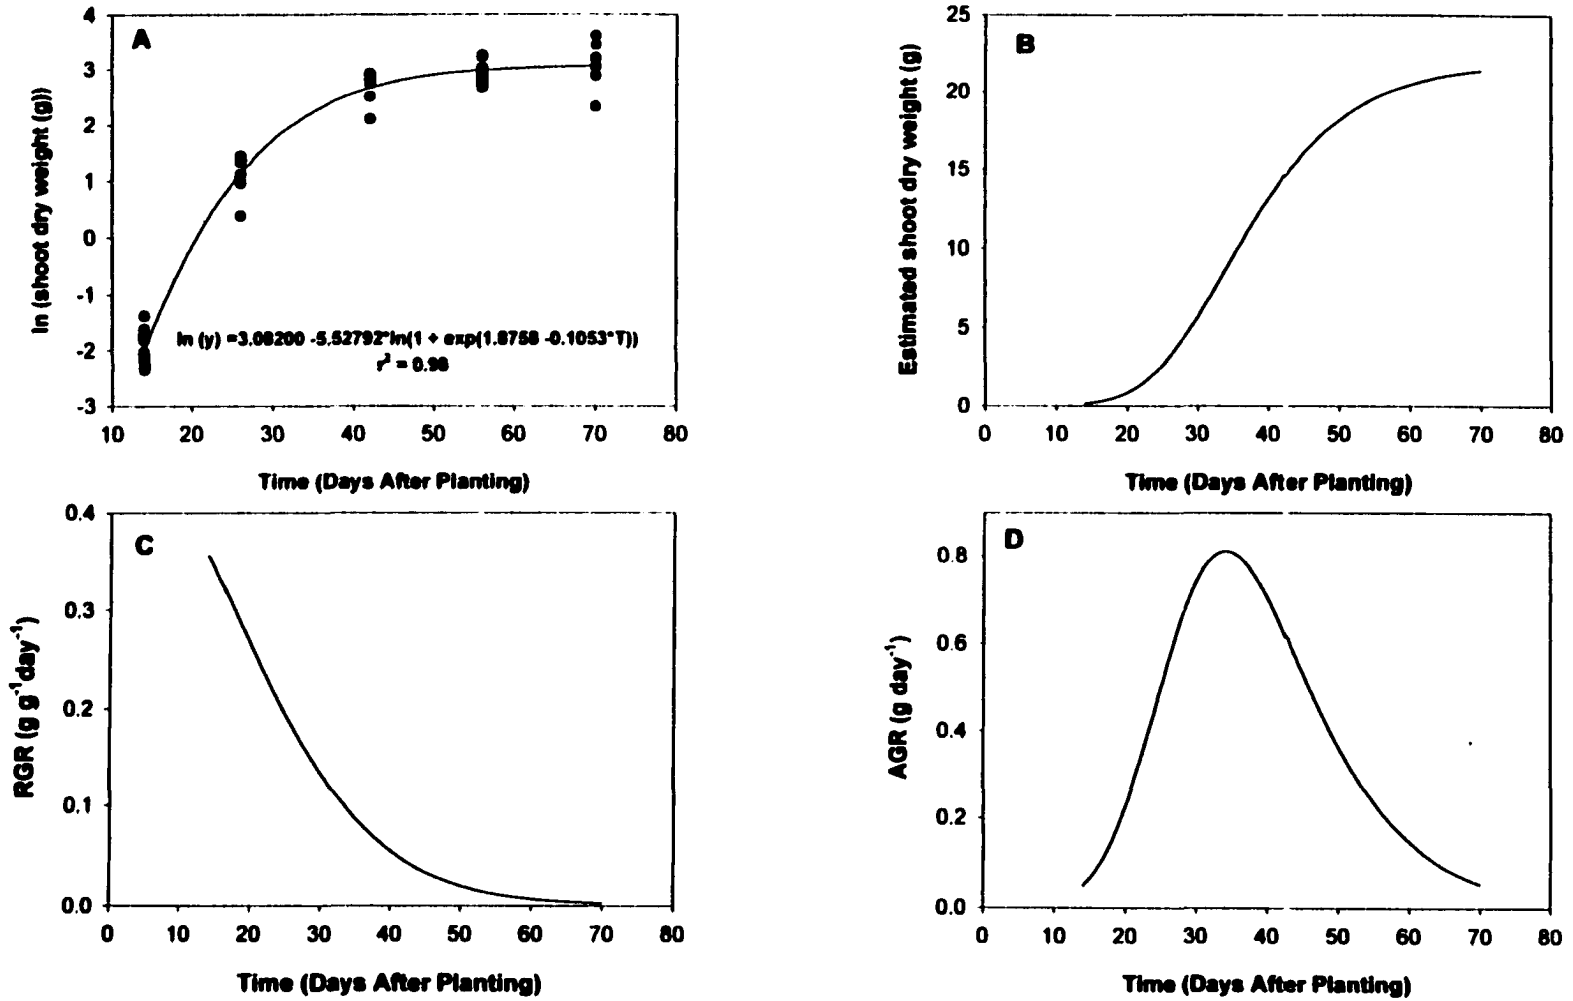 A
ln (shoot dry weight (g))
4
3
2
1
0
-1
-2
-3
ln (y) =3.08200 -5.52792*ln(1 + exp(1.8758 -0.1053*T))
r² = 0.98
10 20 30 40 50 60 70 80
Time (Days After Planting)
B
Estimated shoot dry weight (g)
25
20
15
10
5
0
0 10 20 30 40 50 60 70 80
Time (Days After Planting)
C
RGR (g g⁻¹day⁻¹)
0.4
0.3
0.2
0.1
0.0
0 10 20 30 40 50 60 70 80
Time (Days After Planting)
D
AGR (g day⁻¹)
0.8
0.6
0.4
0.2
0.0
0 10 20 30 40 50 60 70 80
Time (Days After Planting)